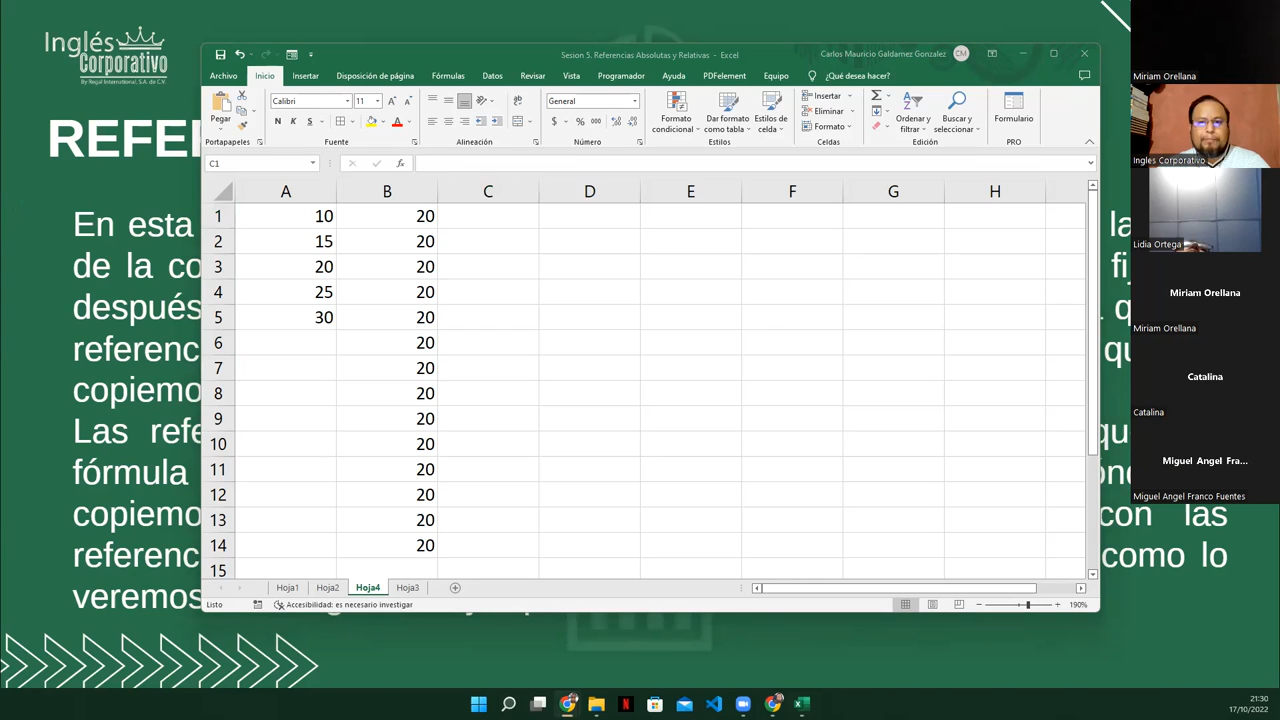 Inglés
Corporativo
By Regal International, S.A. de C.V.
REFE
En esta
de la co
después
referenc
copiemo
Las refe
fórmula
copiemo
referenc
veremos
con las
como lo
Sesion 5. Referencias Absolutas y Relativas - Excel
Carlos Mauricio Galdamez Gonzalez CM
Archivo Inicio Insertar Disposición de página Fórmulas Datos Revisar Vista Programador Ayuda PDFelement Equipo ¿Qué desea hacer?
Pegar
Calibri 11
N K S
General
$ % 000
Formato condicional
Dar formato como tabla
Estilos de celda
Insertar
Eliminar
Formato
Ordenar y filtrar
Buscar y seleccionar
Formulario
Portapapeles Fuente Alineación Número Estilos Celdas Edición PRO
C1 fx
A B C D E F G H
1 10 20
2 15 20
3 20 20
4 25 20
5 30 20
6 20
7 20
8 20
9 20
10 20
11 20
12 20
13 20
14 20
15
Hoja1 Hoja2 Hoja4 Hoja3
Listo Accesibilidad: es necesario investigar 190%
Miriam Orellana
Ingles Corporativo
Lidia Ortega
Miriam Orellana
Miriam Orellana
Catalina
Catalina
Miguel Angel Fra...
Miguel Angel Franco Fuentes
21:30
17/10/2022